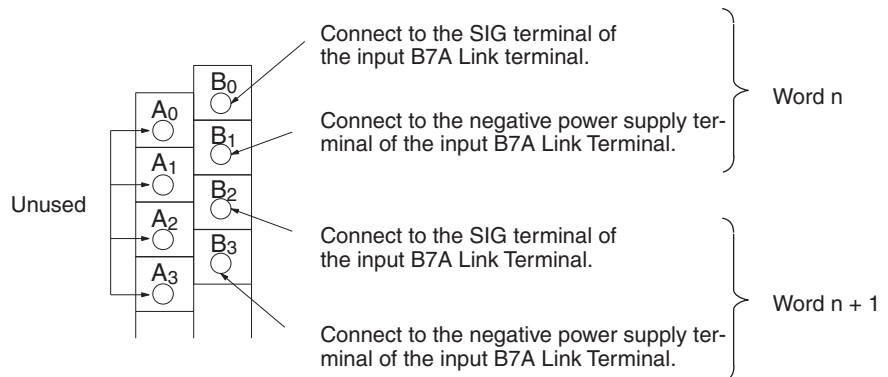 Connect to the SIG terminal of
the input B7A Link terminal.
B0
A0
Word n
Connect to the negative power supply ter-
minal of the input B7A Link Terminal.
B1
A1
Unused
B2
A2
Connect to the SIG terminal of
the input B7A Link Terminal.
B3
A3
Word n + 1
Connect to the negative power supply ter-
minal of the input B7A Link Terminal.